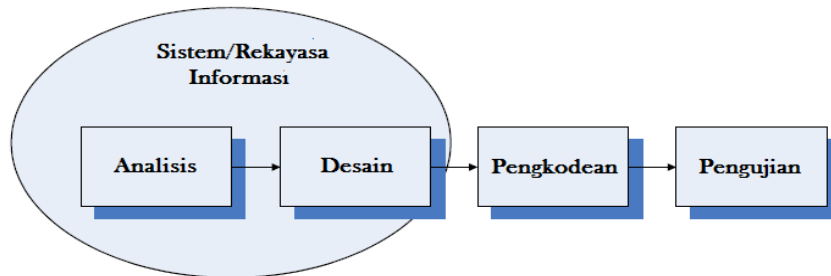 Sistem/Rekayasa
Informasi
Analisis
Desain
Pengkodean
Pengujian